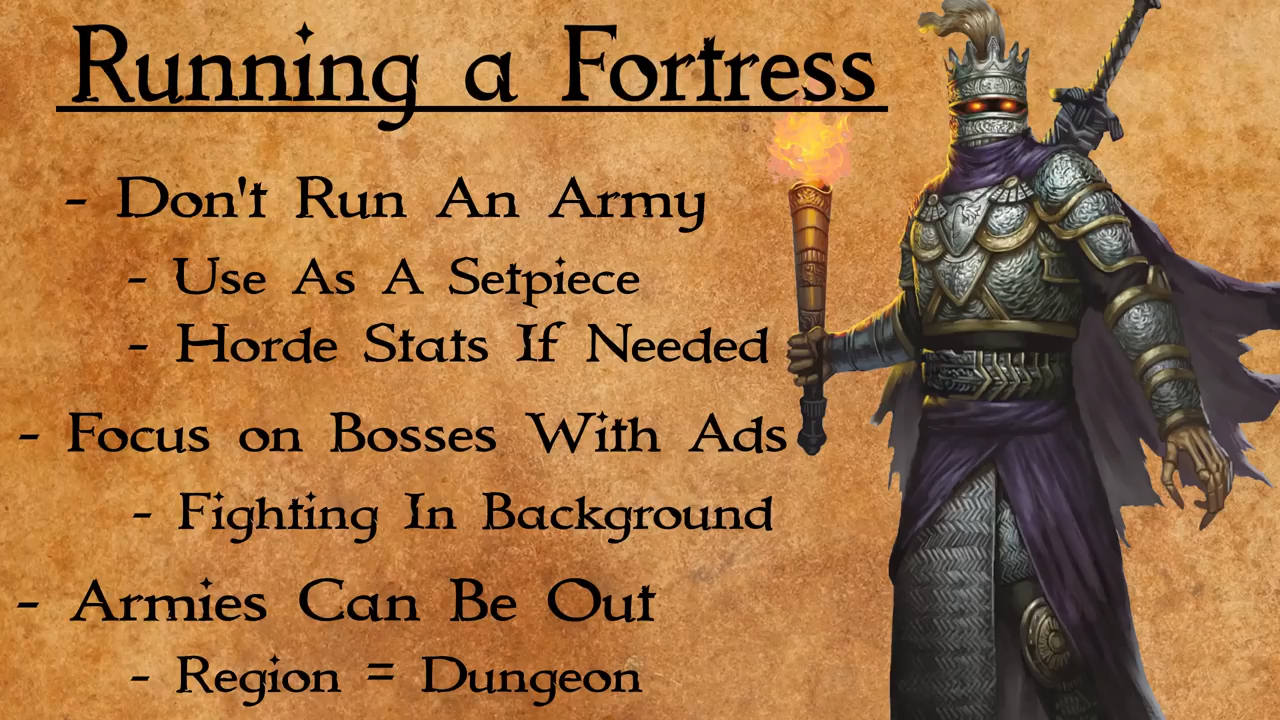 Running a Fortress
- Don't Run An Army
- Use As A Setpiece
- Horde Stats If Needed
- Focus on Bosses With Ads
- Fighting In Background
- Armies Can Be Out
- Region = Dungeon